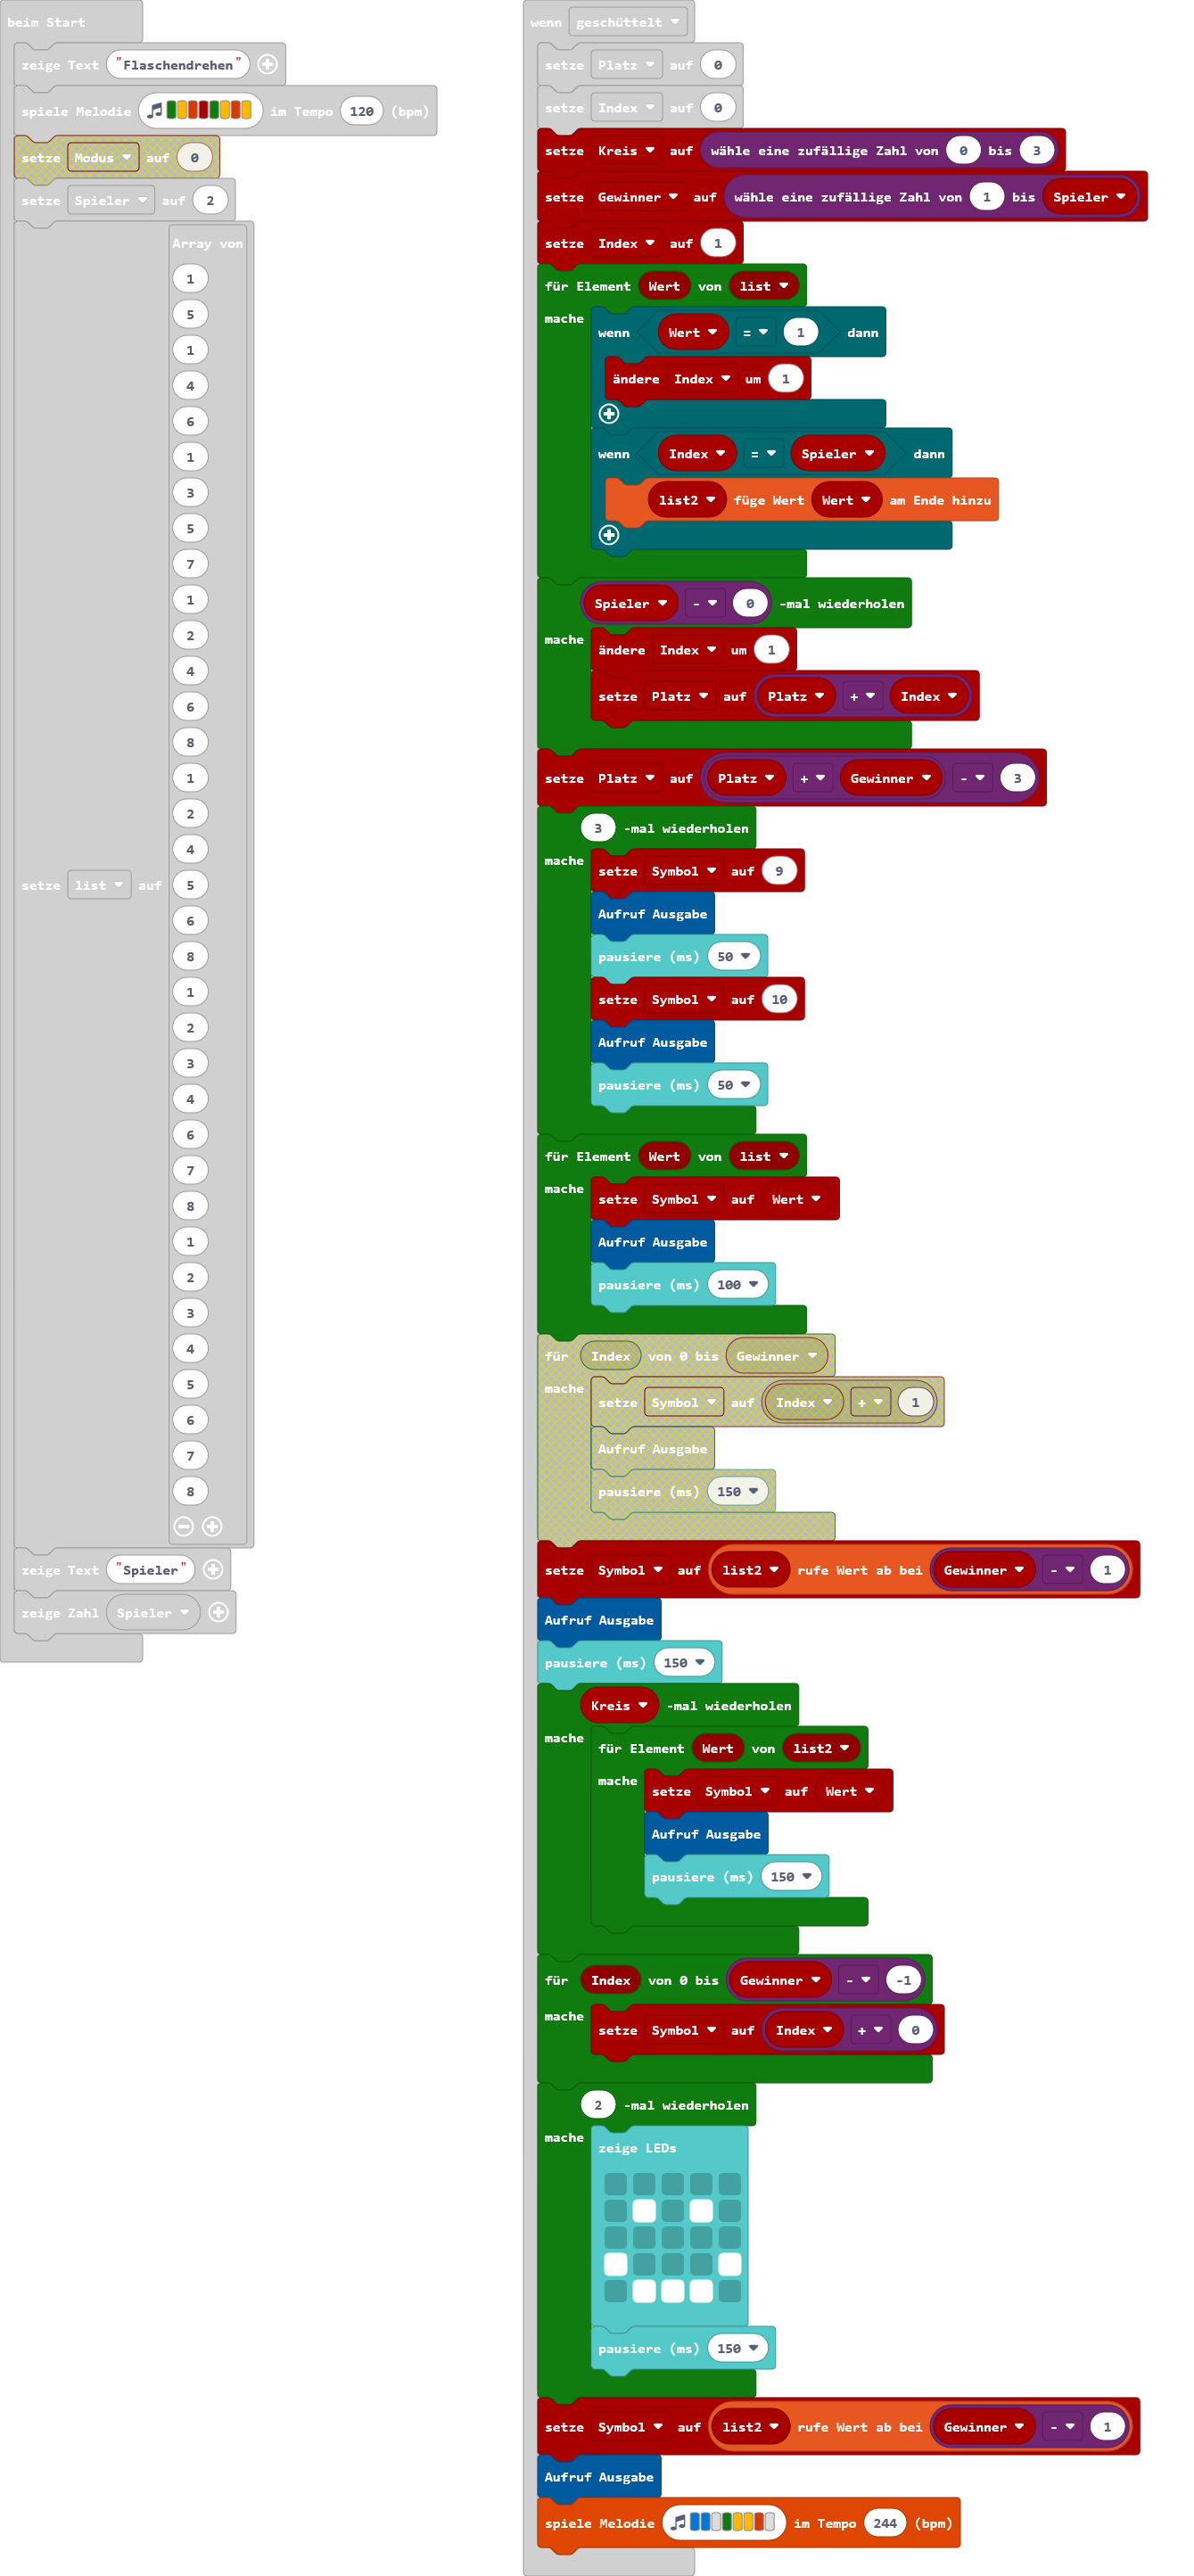 beim Start
zeige Text "Flaschendrehen"
spiele Melodie im Tempo 120 (bpm)
setze Modus auf 0
setze Spieler auf 2
setze list auf Array von
1
5
1
4
6
1
3
5
7
1
2
4
6
8
1
2
4
5
6
8
1
2
3
4
6
7
8
1
2
3
4
5
6
7
8
zeige Text "Spieler"
zeige Zahl Spieler
wenn geschüttelt
setze Platz auf 0
setze Index auf 0
setze Kreis auf wähle eine zufällige Zahl von 0 bis 3
setze Gewinner auf wähle eine zufällige Zahl von 1 bis Spieler
setze Index auf 1
für Element Wert von list
mache
wenn Wert = 1 dann
ändere Index um 1
wenn Index = Spieler dann
list2 füge Wert Wert am Ende hinzu
Spieler - 0 -mal wiederholen
mache
ändere Index um 1
setze Platz auf Platz + Index
setze Platz auf Platz + Gewinner - 3
3 -mal wiederholen
mache
setze Symbol auf 9
Aufruf Ausgabe
pausiere (ms) 50
setze Symbol auf 10
Aufruf Ausgabe
pausiere (ms) 50
für Element Wert von list
mache
setze Symbol auf Wert
Aufruf Ausgabe
pausiere (ms) 100
für Index von 0 bis Gewinner
mache
setze Symbol auf Index + 1
Aufruf Ausgabe
pausiere (ms) 150
setze Symbol auf list2 rufe Wert ab bei Gewinner - 1
Aufruf Ausgabe
pausiere (ms) 150
Kreis -mal wiederholen
mache
für Element Wert von list2
mache
setze Symbol auf Wert
Aufruf Ausgabe
pausiere (ms) 150
für Index von 0 bis Gewinner - -1
mache
setze Symbol auf Index + 0
2 -mal wiederholen
mache
zeige LEDs
pausiere (ms) 150
setze Symbol auf list2 rufe Wert ab bei Gewinner - 1
Aufruf Ausgabe
spiele Melodie im Tempo 244 (bpm)